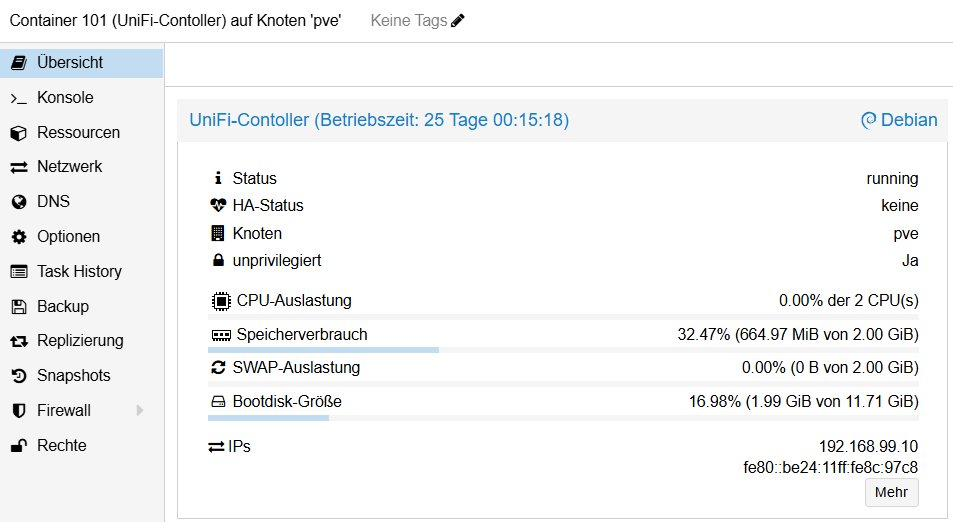 Container 101 (UniFi-Contoller) auf Knoten 'pve' Keine Tags
Übersicht
Konsole
Ressourcen
Netzwerk
DNS
Optionen
Task History
Backup
Replizierung
Snapshots
Firewall
Rechte
UniFi-Contoller (Betriebszeit: 25 Tage 00:15:18) Debian
Status running
HA-Status keine
Knoten pve
unprivilegiert Ja
CPU-Auslastung 0.00% der 2 CPU(s)
Speicherverbrauch 32.47% (664.97 MiB von 2.00 GiB)
SWAP-Auslastung 0.00% (0 B von 2.00 GiB)
Bootdisk-Größe 16.98% (1.99 GiB von 11.71 GiB)
IPs 192.168.99.10
fe80::be24:11ff:fe8c:97c8
Mehr